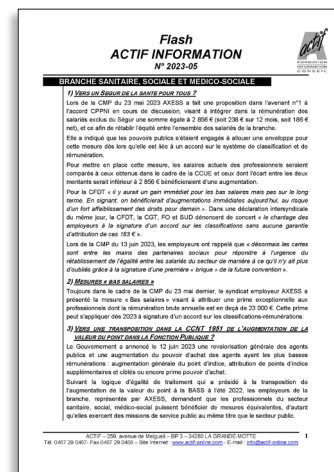 Flash
ACTIF INFORMATION
N° 2023-05
actif
FORMATION
INFORMATION
CONSEIL
BRANCHE SANITAIRE, SOCIALE ET MEDICO-SOCIALE
1) VERS UN SEGUR DE LA SANTE POUR TOUS ?
Lors de la CMP du 23 mai 2023 AXESS a fait une proposition dans l'avenant n°1 à
l'accord CPPNI en cours de discussion, visant à intégrer dans la rémunération des
salariés exclus du Ségur une somme égale à 2 856 € (soit 238 € sur 12 mois, soit 186 €
net), et ce afin de rétablir l'équité entre l'ensemble des salariés de la branche.
Elle a indiqué que les pouvoirs publics s'étaient engagés à allouer une enveloppe pour
cette mesure dès lors qu'elle est liée à un accord sur le système de classification et de
rémunération.
Pour mettre en place cette mesure, les salaires actuels des professionnels seraient
comparés à ceux obtenus dans le cadre de la CCUE et ceux dont l'écart entre les deux
montants serait inférieur à 2 856 € bénéficieraient d'une augmentation.
Pour la CFDT « il y aurait un gain immédiat pour les bas salaires mais pas sur le long
terme. En signant, on bénéficierait d'augmentations immédiates aujourd'hui, au risque
d'un fort affaiblissement des droits pour demain ». Dans une déclaration intersyndicale
du même jour, la CFDT, la CGT, FO et SUD dénoncent de concert « le chantage des
employeurs à la signature d'un accord sur les classifications sans aucune garantie
d'attribution de ces 183 € ».
Lors de la CMP du 13 juin 2023, les employeurs ont rappelé que « désormais les cartes
sont entre les mains des partenaires sociaux pour répondre à l'urgence du
rétablissement de l'égalité entre les salariés du secteur de manière à ce qu'il n'y ait plus
d'oubliés grâce à la signature d'une première « brique » de la future convention ».
2) MESURES « BAS SALAIRES »
Toujours dans le cadre de la CMP du 23 mai dernier, le syndicat employeur AXESS a
présenté la mesure « Bas salaires » visant à attribuer une prime exceptionnelle aux
professionnels dont la rémunération brute annuelle est en deçà de 23 000 €. Cette prime
peut s'appliquer dès 2023 à signature d'un accord sur les classifications-rémunérations.
3) VERS UNE TRANSPOSITION DANS LA CCNT 1951 DE L'AUGMENTATION DE LA
VALEUR DU POINT DANS LA FONCTION PUBLIQUE ?
Le Gouvernement a annoncé le 12 juin 2023 une revalorisation générale des agents
publics et une augmentation du pouvoir d'achat des agents ayant les plus basses
rémunérations : augmentation générale du point d'indice, attribution de points d'indice
supplémentaires et ciblées ou encore prime pouvoir d'achat.
Suivant la logique d'égalité de traitement qui a présidé à la transposition de
l'augmentation de la valeur du point à la BASS à l'été 2022, les employeurs de la
branche, représentés par AXESS, demandent que les professionnels du secteur
sanitaire, social, médico-social puissent bénéficier de mesures équivalentes, d'autant
qu'elles exercent des missions de service public au même titre que le secteur public.
ACTIF – 259, avenue de Melgueil – BP 3 – 34280 LA GRANDE-MOTTE
1
Tél. 0467 29 0467- Fax 0467 29 0469 – Site internet : www.actif-online.com - E-mail : info@actif-online.com